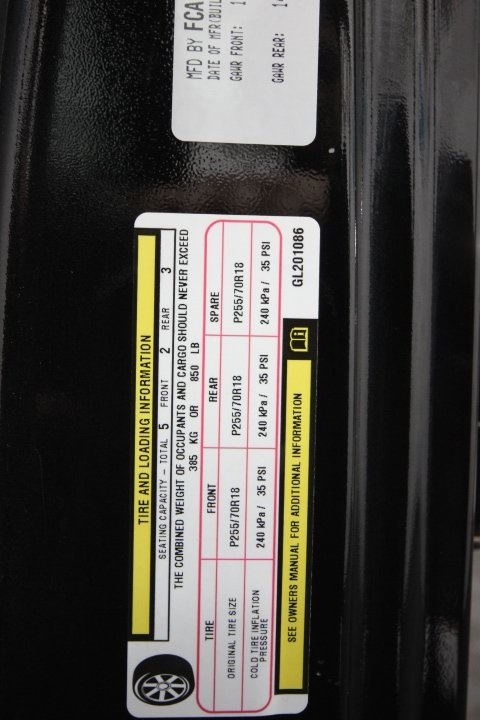 MFD BY FCA
DATE OF MFR(BUIL
GAWR FRONT: 1
GAWR REAR: 14
TIRE AND LOADING INFORMATION
SEATING CAPACITY – TOTAL 5 FRONT 2 REAR 3
THE COMBINED WEIGHT OF OCCUPANTS AND CARGO SHOULD NEVER EXCEED
385 KG OR 850 LB
TIRE FRONT REAR SPARE
ORIGINAL TIRE SIZE P255/70R18 P255/70R18 P255/70R18
COLD TIRE INFLATION PRESSURE 240 kPa / 35 PSI 240 kPa / 35 PSI 240 kPa / 35 PSI
SEE OWNERS MANUAL FOR ADDITIONAL INFORMATION
GL201086